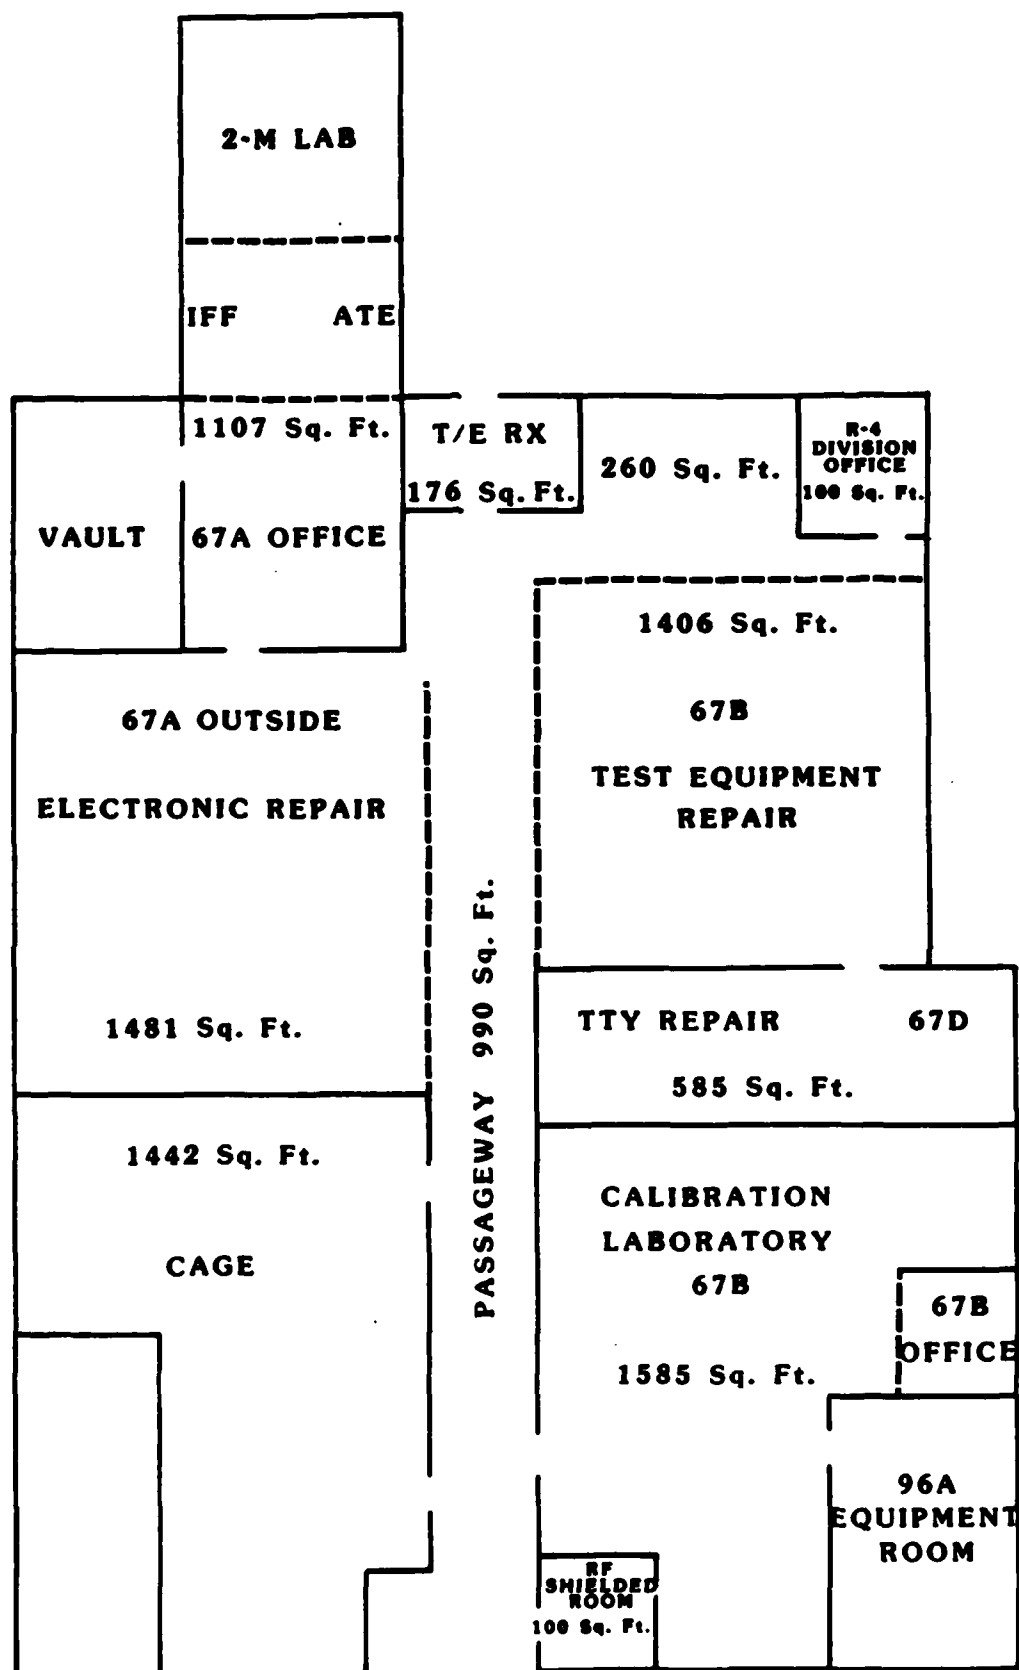 2-M LAB
IFF ATE
1107 Sq. Ft.
T/E RX
176 Sq. Ft.
260 Sq. Ft.
R-4
DIVISION
OFFICE
100 Sq. Ft.
VAULT
67A OFFICE
1406 Sq. Ft.
67B
TEST EQUIPMENT
REPAIR
67A OUTSIDE
ELECTRONIC REPAIR
1481 Sq. Ft.
PASSAGEWAY 990 Sq. Ft.
TTY REPAIR 67D
585 Sq. Ft.
1442 Sq. Ft.
CAGE
CALIBRATION
LABORATORY
67B
1585 Sq. Ft.
67B
OFFICE
96A
EQUIPMENT
ROOM
RF
SHIELDED
ROOM
100 Sq. Ft.